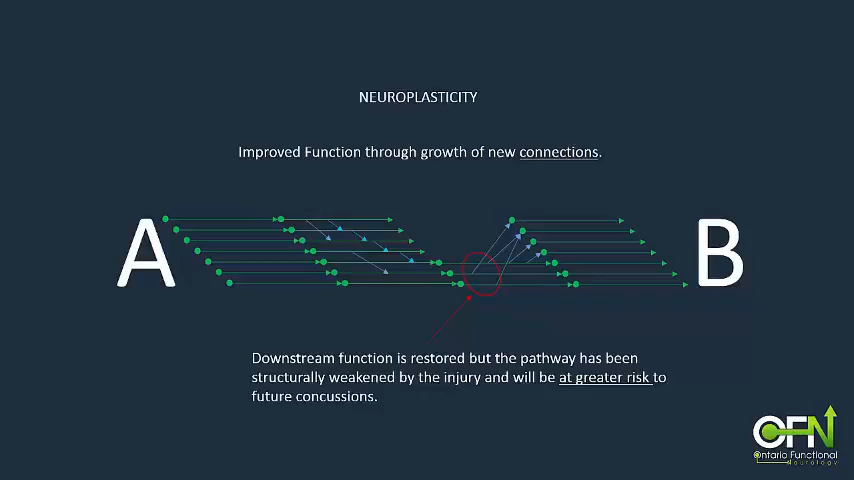 NEUROPLASTICITY
Improved Function through growth of new connections.
A
B
Downstream function is restored but the pathway has been
structurally weakened by the injury and will be at greater risk to
future concussions.
OFN
Ontario Functional
Neurology